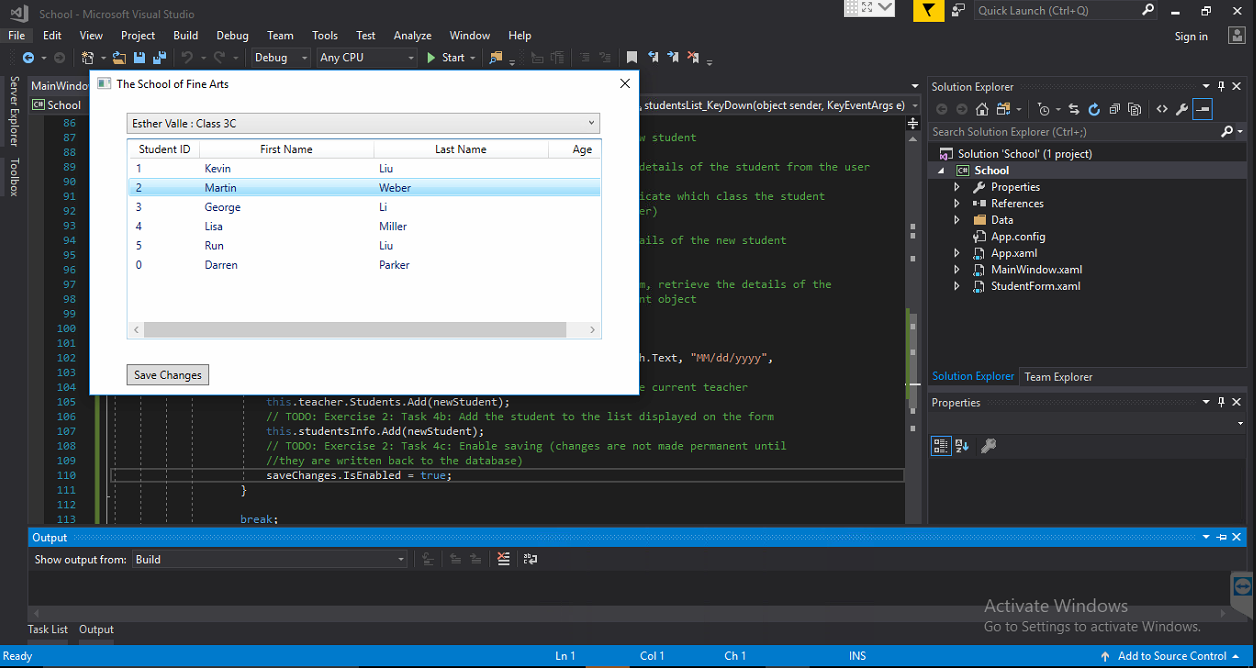 School - Microsoft Visual Studio
Quick Launch (Ctrl+Q)
File Edit View Project Build Debug Team Tools Test Analyze Window Help
Sign in
Debug Any CPU Start
Server Explorer
Toolbox
MainWindo
The School of Fine Arts
C# School
studentsList_KeyDown(object sender, KeyEventArgs e)
Esther Valle : Class 3C
Student ID First Name Last Name Age
1 Kevin Liu
2 Martin Weber
3 George Li
4 Lisa Miller
5 Run Liu
0 Darren Parker
Save Changes
86
87 w student
88
89 details of the student from the user
90
91 icate which class the student
92 er)
93
94 ails of the new student
95
96
97 m, retrieve the details of the
98 nt object
99
100
101
102 h.Text, "MM/dd/yyyy",
103
104 e current teacher
105 this.teacher.Students.Add(newStudent);
106 // TODO: Exercise 2: Task 4b: Add the student to the list displayed on the form
107 this.studentsInfo.Add(newStudent);
108 // TODO: Exercise 2: Task 4c: Enable saving (changes are not made permanent until
109 //they are written back to the database)
110 saveChanges.IsEnabled = true;
111 }
112
113 break;
Solution Explorer
Search Solution Explorer (Ctrl+;)
Solution 'School' (1 project)
C# School
Properties
References
Data
App.config
App.xaml
MainWindow.xaml
StudentForm.xaml
Solution Explorer Team Explorer
Properties
Output
Show output from: Build
Activate Windows
Go to Settings to activate Windows.
Task List Output
Ready Ln 1 Col 1 Ch 1 INS Add to Source Control